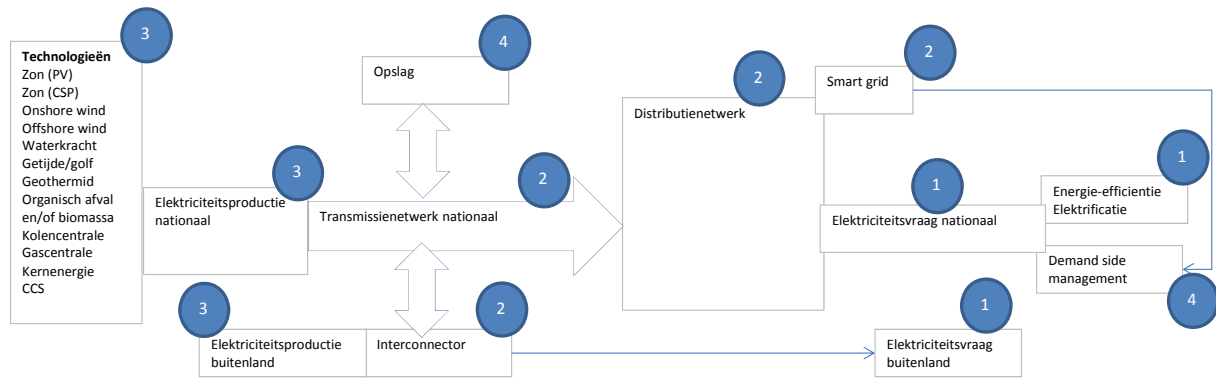 3
Technologieën
Zon (PV)
Zon (CSP)
Onshore wind
Offshore wind
Waterkracht
Getijde/golf
Geothermid
Organisch afval
en/of biomassa
Kolencentrale
Gascentrale
Kernenergie
CCS
3
Elektriciteitsproductie
nationaal
4
Opslag
2
Transmissienetwerk nationaal
3
Elektriciteitsproductie
buitenland
2
Interconnector
2
Distributienetwerk
2
Smart grid
1
Elektriciteitsvraag nationaal
1
Energie-efficientie
Elektrificatie
Demand side
management
4
1
Elektriciteitsvraag
buitenland